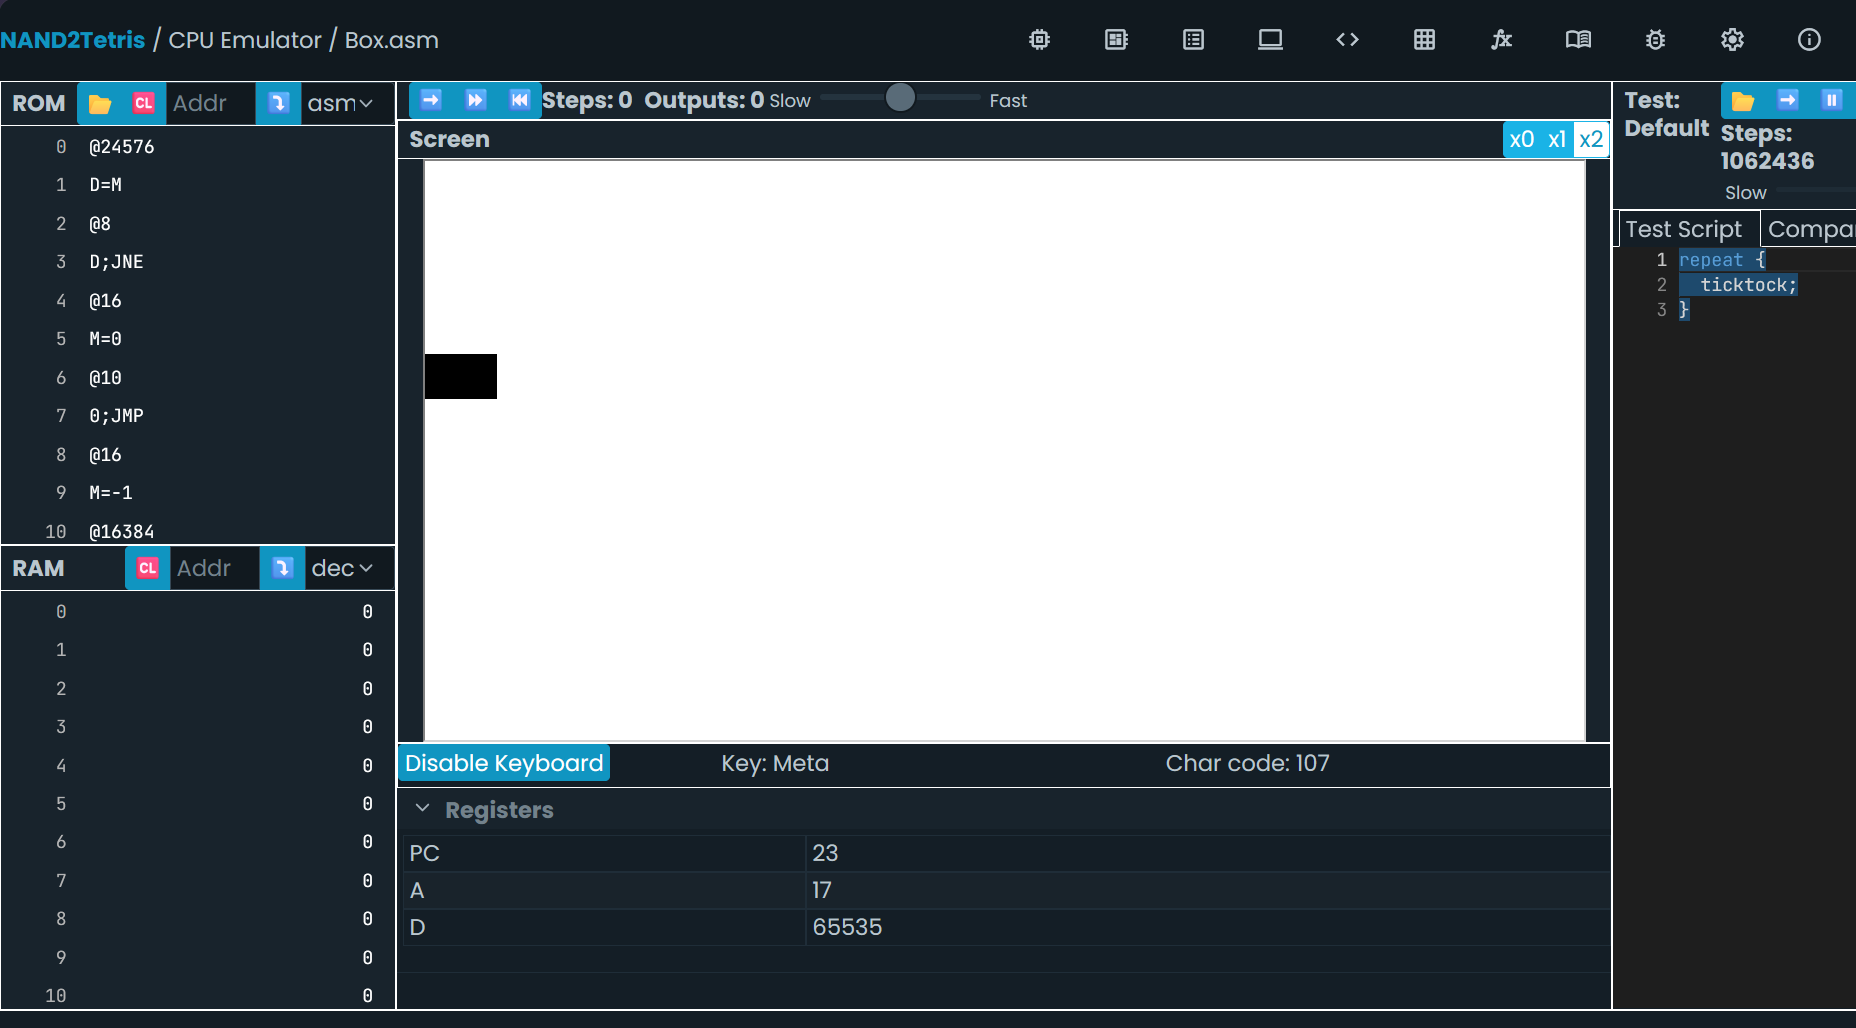 NAND2Tetris / CPU Emulator / Box.asm
ROM CL Addr asm
0 @24576
1 D=M
2 @8
3 D;JNE
4 @16
5 M=0
6 @10
7 0;JMP
8 @16
9 M=-1
10 @16384
RAM CL Addr dec
0 0
1 0
2 0
3 0
4 0
5 0
6 0
7 0
8 0
9 0
10 0
Steps: 0 Outputs: 0 Slow Fast
Screen x0 x1 x2
Disable Keyboard Key: Meta Char code: 107
Registers
PC 23
A 17
D 65535
Test:
Default
Steps:
1062436
Slow
Test Script Compar
1 repeat {
2 ticktock;
3 }